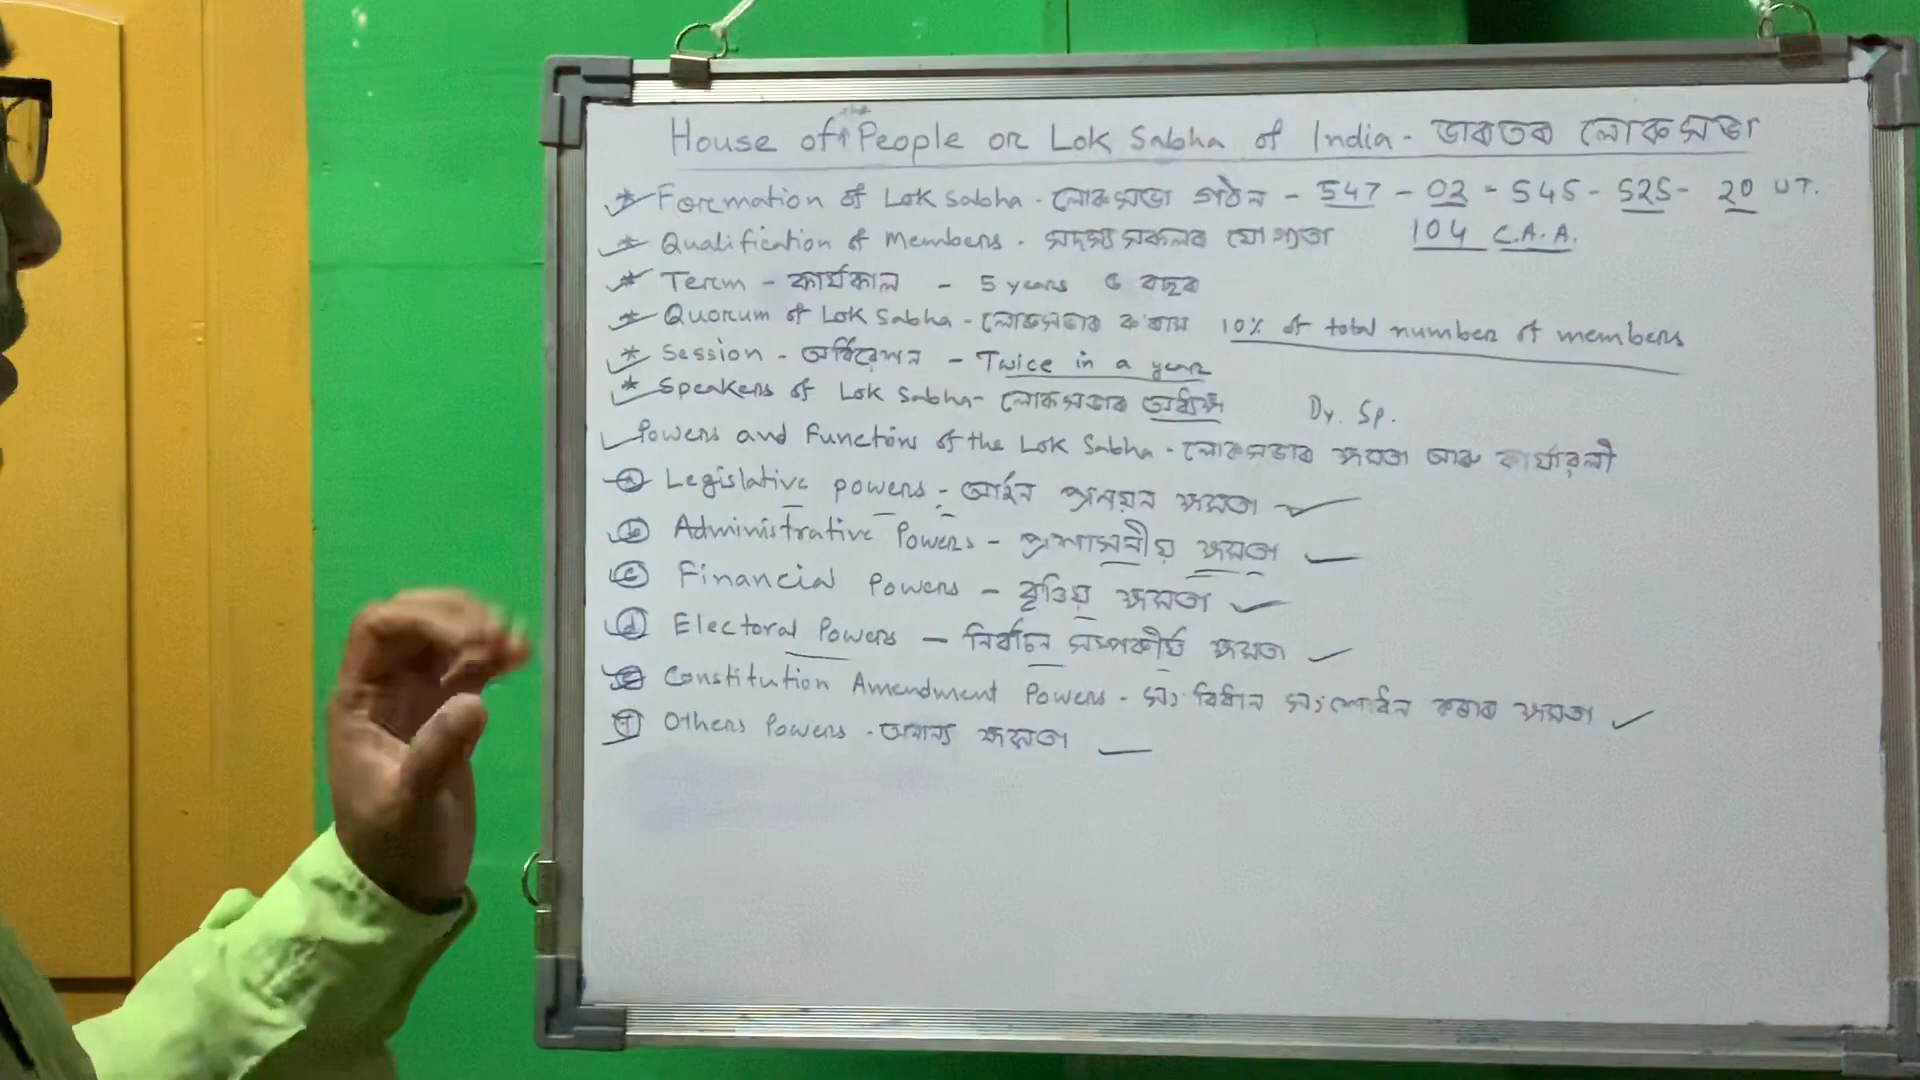 House of the People or Lok Sabha of India - ভাৰতৰ লোকসভা
* Formation of Lok Sabha - লোকসভা গঠন - 547 - 02 - 545 - 525 - 20 UT.
* Qualification of Members - সদস্য সকলৰ যোগ্যতা 104 C.A.A.
* Term - কাৰ্যকাল - 5 years ৫ বছৰ
* Quorum of Lok Sabha - লোকসভাৰ ক'ৰাম 10% of total number of members
* Session - অধিবেশন - Twice in a year
* Speakers of Lok Sabha - লোকসভাৰ অধ্যক্ষ Dy. Sp.
Powers and Functions of the Lok Sabha - লোকসভাৰ ক্ষমতা আৰু কাৰ্যাৱলী
(a) Legislative powers - আইন প্ৰণয়ন ক্ষমতা
(b) Administrative Powers - প্ৰশাসনীয় ক্ষমতা
(c) Financial Powers - বৃত্তিয় ক্ষমতা
(d) Electoral Powers - নিৰ্বাচন সম্পৰ্কীয় ক্ষমতা
(e) Constitution Amendment Powers - সংবিধান সংশোধন কৰাৰ ক্ষমতা
(f) Others Powers - অন্যান্য ক্ষমতা